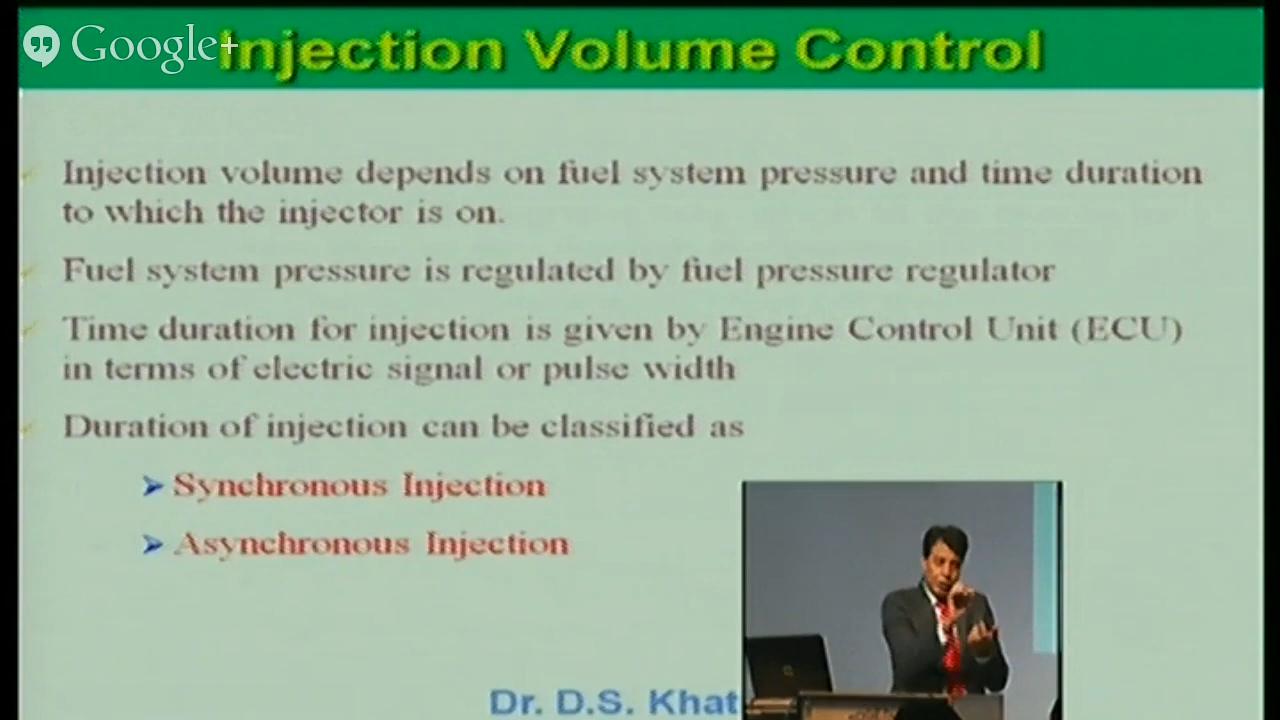 Google+
Injection Volume Control
Injection volume depends on fuel system pressure and time duration
to which the injector is on.
Fuel system pressure is regulated by fuel pressure regulator
Time duration for injection is given by Engine Control Unit (ECU)
in terms of electric signal or pulse width
Duration of injection can be classified as
Synchronous Injection
Asynchronous Injection
Dr. D.S. Khat